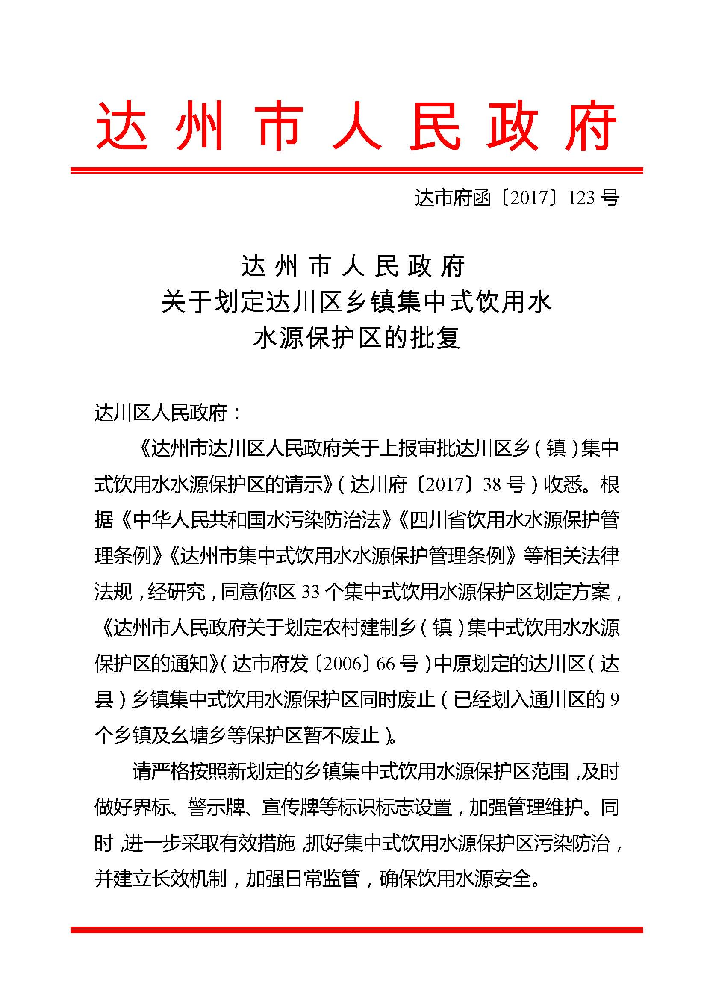 达州市人民政府
达市府函〔2017〕123号
达州市人民政府
关于划定达川区乡镇集中式饮用水
水源保护区的批复
达川区人民政府：
《达州市达川区人民政府关于上报审批达川区乡（镇）集中
式饮用水水源保护区的请示》（达川府〔2017〕38号）收悉。根
据《中华人民共和国水污染防治法》《四川省饮用水水源保护管
理条例》《达州市集中式饮用水水源保护管理条例》等相关法律
法规，经研究，同意你区33个集中式饮用水源保护区划定方案，
《达州市人民政府关于划定农村建制乡（镇）集中式饮用水水源
保护区的通知》（达市府发〔2006〕66号）中原划定的达川区（达
县）乡镇集中式饮用水源保护区同时废止（已经划入通川区的9
个乡镇及幺塘乡等保护区暂不废止）。
请严格按照新划定的乡镇集中式饮用水源保护区范围，及时
做好界标、警示牌、宣传牌等标识标志设置，加强管理维护。同
时，进一步采取有效措施，抓好集中式饮用水源保护区污染防治，
并建立长效机制，加强日常监管，确保饮用水源安全。